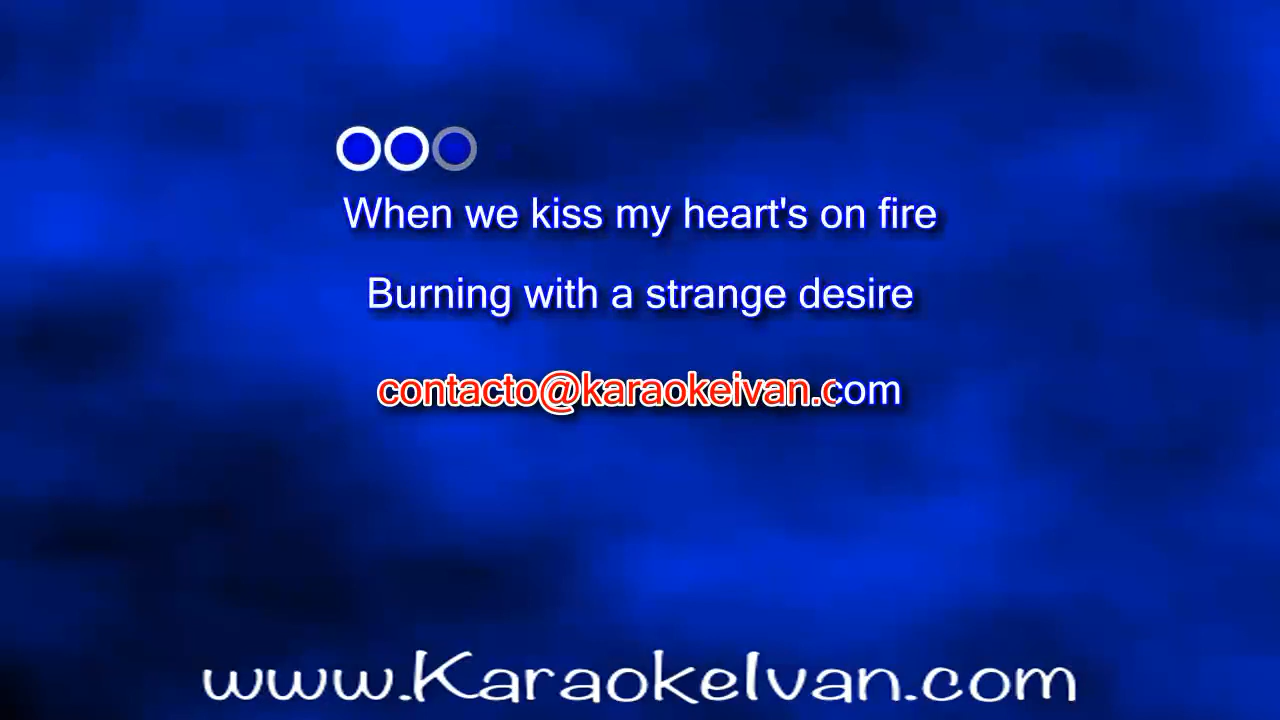 When we kiss my heart's on fire
Burning with a strange desire
contacto@karaokeivan.com
www.KaraokeIvan.com